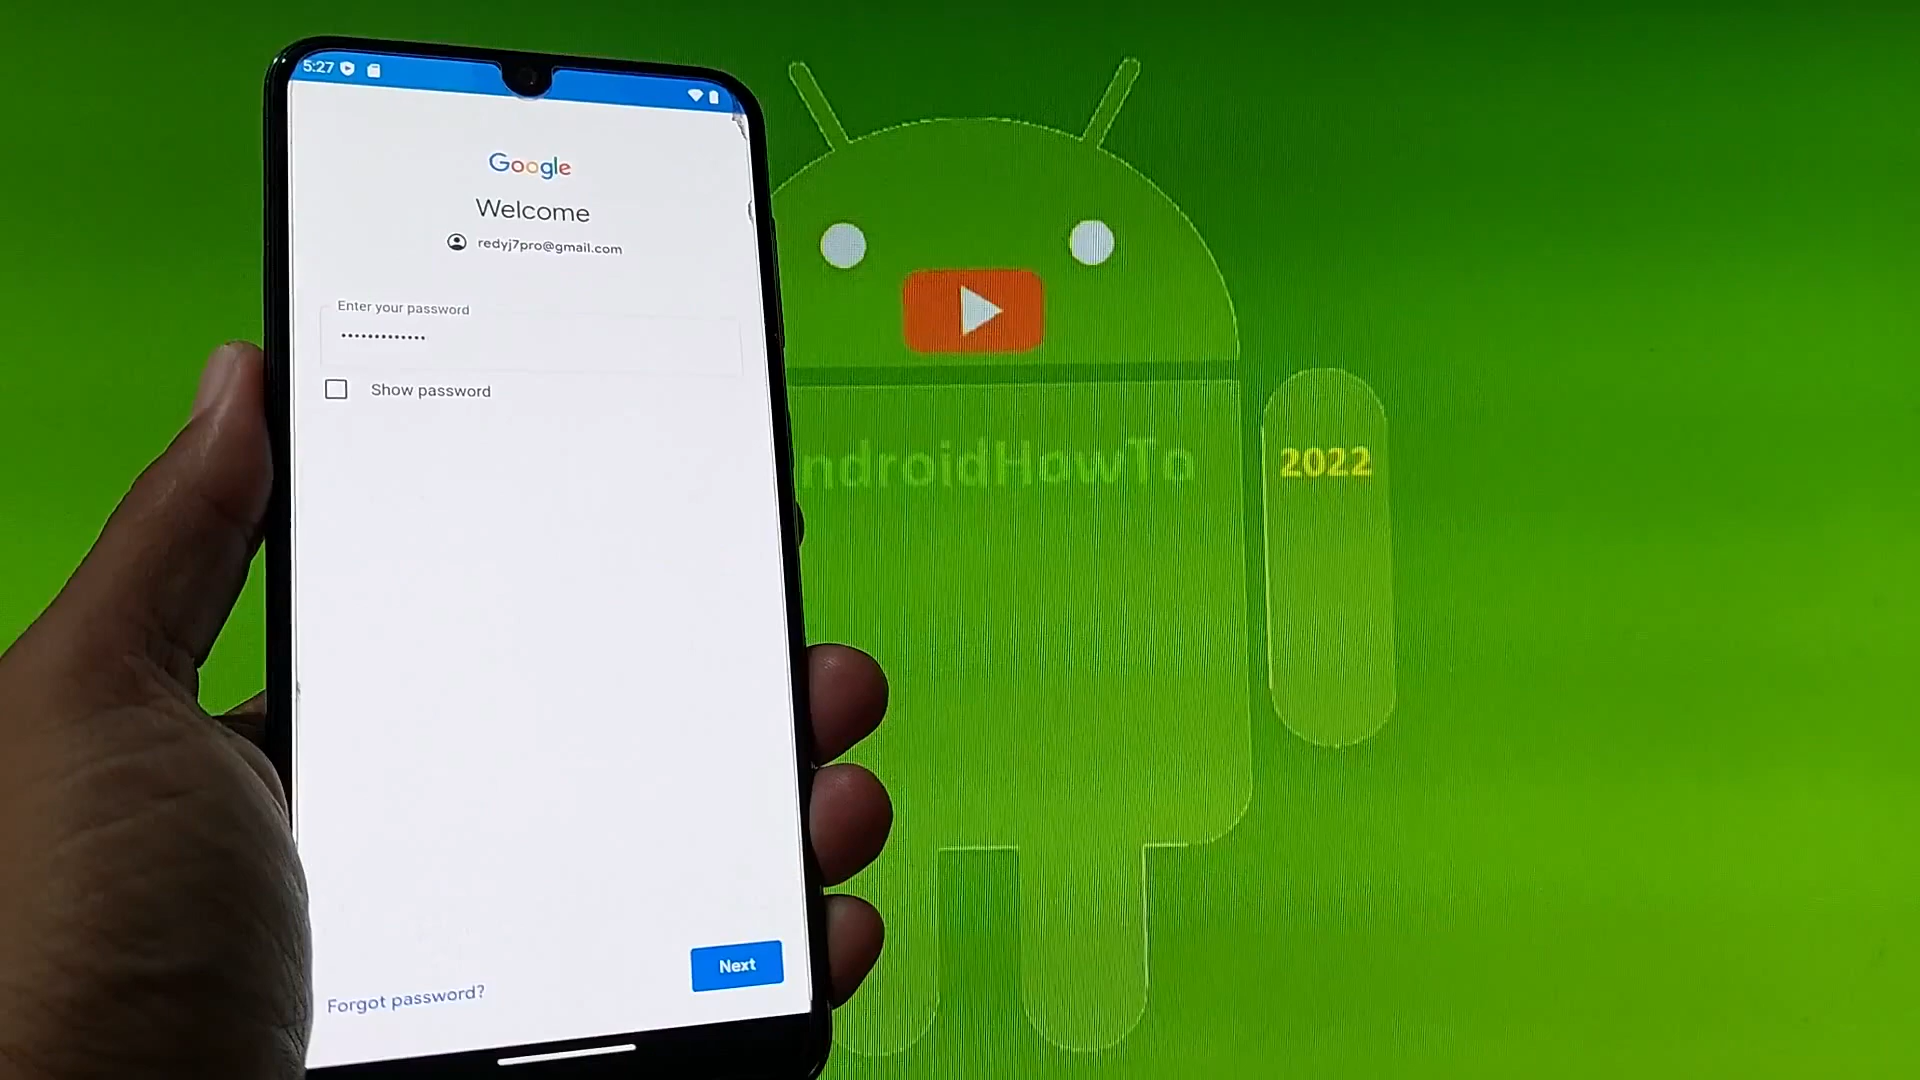 5:27
Google
Welcome
redyj7pro@gmail.com
Enter your password
•••••••••••••
Show password
Next
Forgot password?
ndroidHowTo
2022